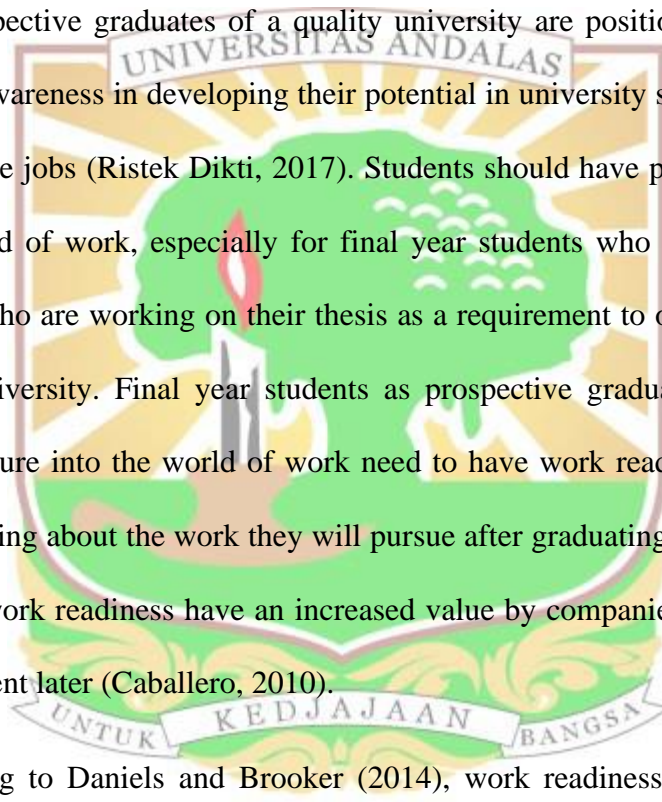 pective graduates of a quality university are positio
UNIVERSITAS ANDALAS
wareness in developing their potential in university s
e jobs (Ristek Dikti, 2017). Students should have p
d of work, especially for final year students who
ho are working on their thesis as a requirement to o
iversity. Final year students as prospective gradua
ure into the world of work need to have work read
ing about the work they will pursue after graduating
work readiness have an increased value by companie
ent later (Caballero, 2010).
UNTUK KEDJAJAAN BANGSA
g to Daniels and Brooker (2014), work readiness